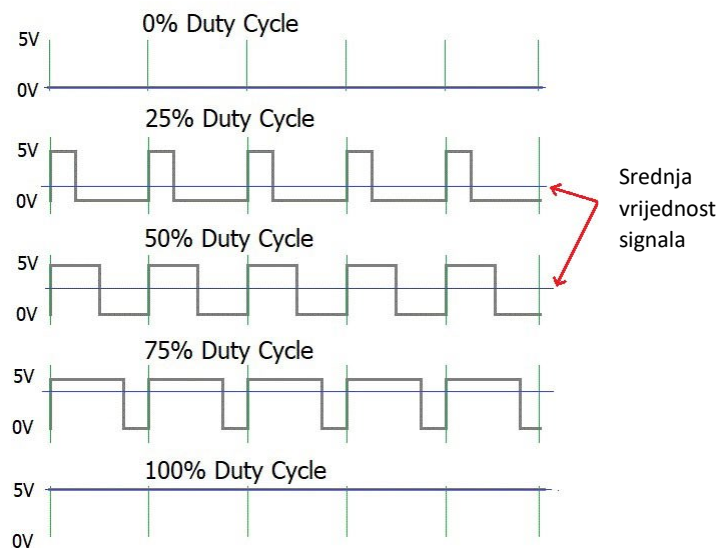 0% Duty Cycle
5V
0V
25% Duty Cycle
5V
0V
Srednja
vrijednost
signala
50% Duty Cycle
5V
0V
75% Duty Cycle
5V
0V
100% Duty Cycle
5V
0V